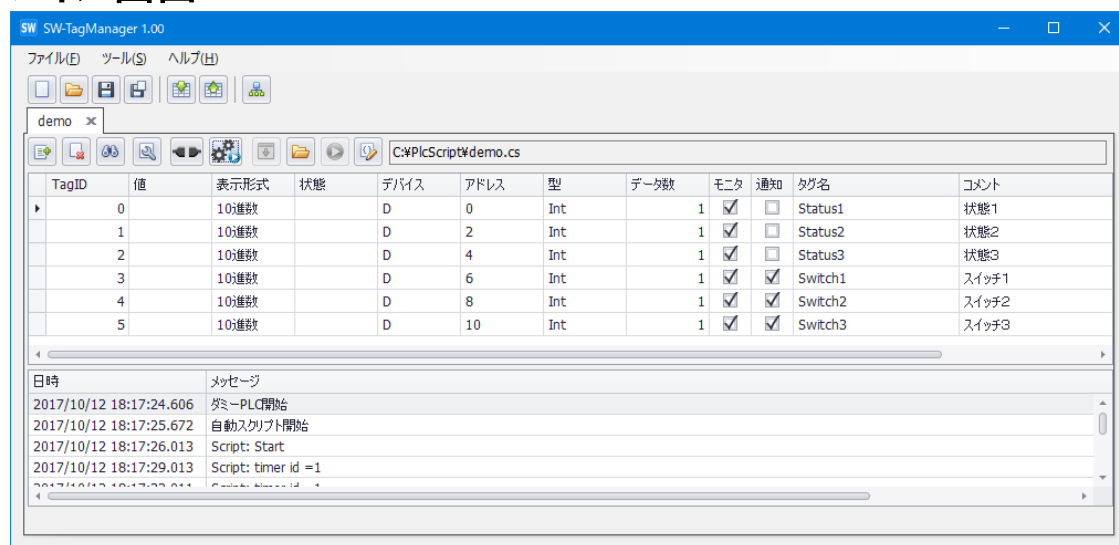 SW SW-TagManager 1.00
ファイル(F) ツール(S) ヘルプ(H)
demo
C:¥PlcScript¥demo.cs
TagID 値 表示形式 状態 デバイス アドレス 型 データ数 モニタ 通知 タグ名 コメント
0 10進数 D 0 Int 1 Status1 状態1
1 10進数 D 2 Int 1 Status2 状態2
2 10進数 D 4 Int 1 Status3 状態3
3 10進数 D 6 Int 1 Switch1 スイッチ1
4 10進数 D 8 Int 1 Switch2 スイッチ2
5 10進数 D 10 Int 1 Switch3 スイッチ3
日時 メッセージ
2017/10/12 18:17:24.606 ダミーPLC開始
2017/10/12 18:17:25.672 自動スクリプト開始
2017/10/12 18:17:26.013 Script: Start
2017/10/12 18:17:29.013 Script: timer id =1